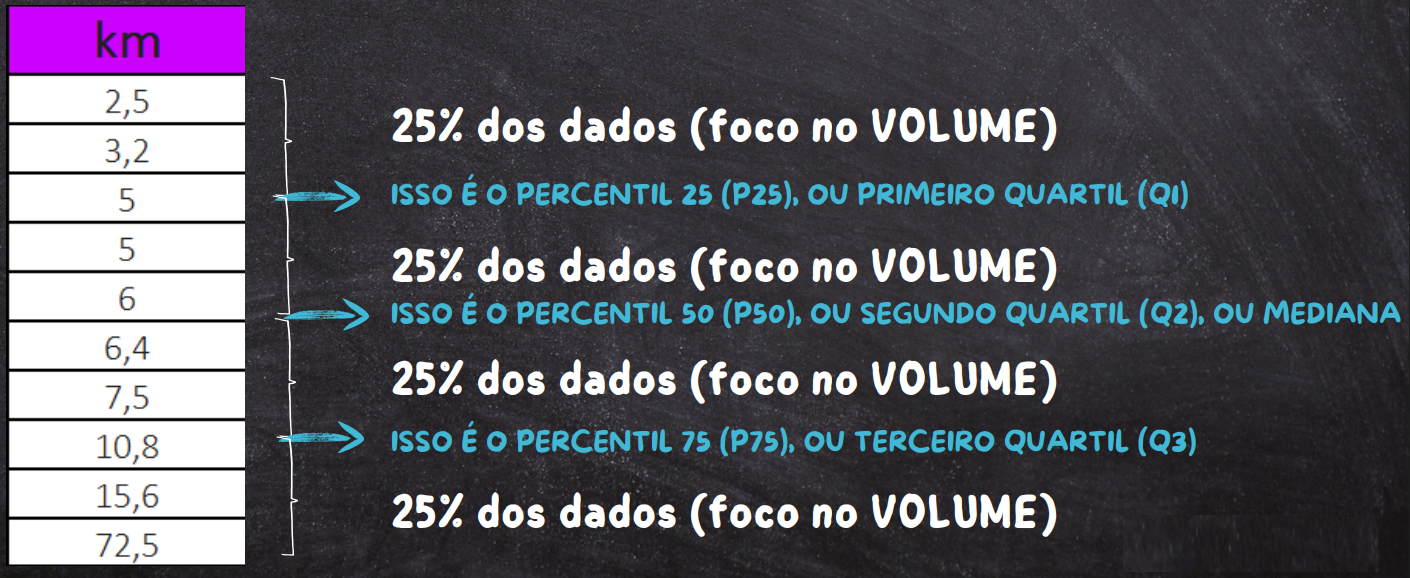 km
2,5
25% dos dados (foco no VOLUME)
3,2
5
ISSO É O PERCENTIL 25 (P25), OU PRIMEIRO QUARTIL (Q1)
5
25% dos dados (foco no VOLUME)
6
ISSO É O PERCENTIL 50 (P50), OU SEGUNDO QUARTIL (Q2), OU MEDIANA
6,4
25% dos dados (foco no VOLUME)
7,5
10,8
ISSO É O PERCENTIL 75 (P75), OU TERCEIRO QUARTIL (Q3)
15,6
25% dos dados (foco no VOLUME)
72,5